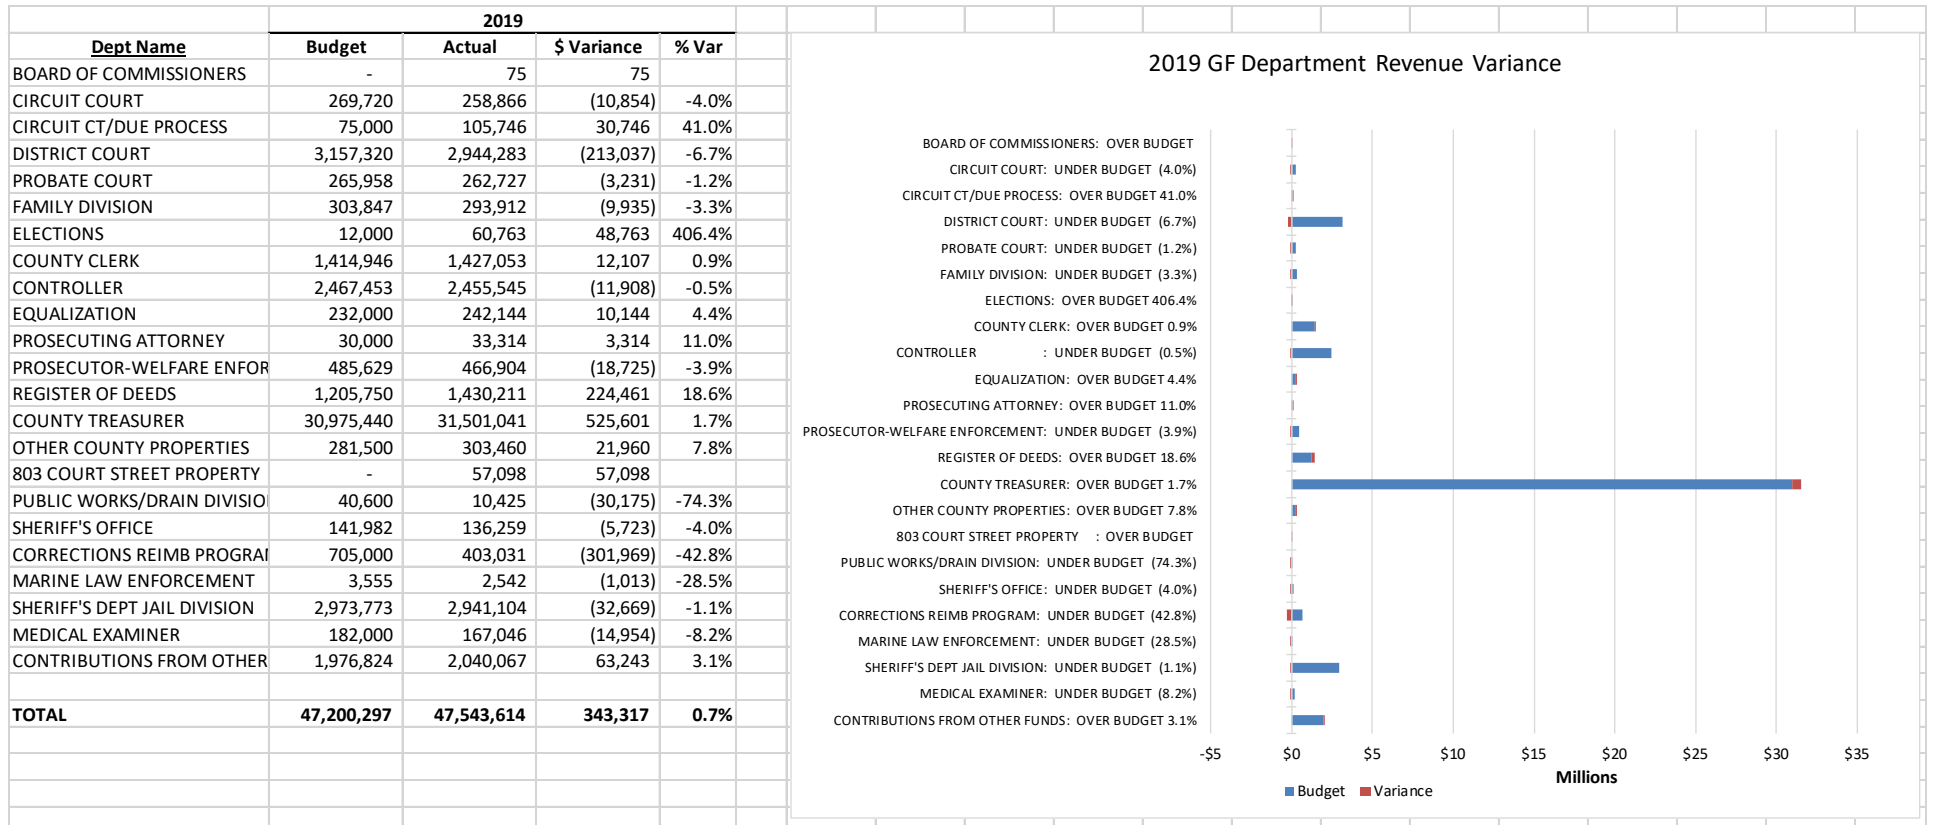 2019
Dept Name Budget Actual $ Variance % Var
BOARD OF COMMISSIONERS - 75 75
CIRCUIT COURT 269,720 258,866 (10,854) -4.0%
CIRCUIT CT/DUE PROCESS 75,000 105,746 30,746 41.0%
DISTRICT COURT 3,157,320 2,944,283 (213,037) -6.7%
PROBATE COURT 265,958 262,727 (3,231) -1.2%
FAMILY DIVISION 303,847 293,912 (9,935) -3.3%
ELECTIONS 12,000 60,763 48,763 406.4%
COUNTY CLERK 1,414,946 1,427,053 12,107 0.9%
CONTROLLER 2,467,453 2,455,545 (11,908) -0.5%
EQUALIZATION 232,000 242,144 10,144 4.4%
PROSECUTING ATTORNEY 30,000 33,314 3,314 11.0%
PROSECUTOR-WELFARE ENFOR 485,629 466,904 (18,725) -3.9%
REGISTER OF DEEDS 1,205,750 1,430,211 224,461 18.6%
COUNTY TREASURER 30,975,440 31,501,041 525,601 1.7%
OTHER COUNTY PROPERTIES 281,500 303,460 21,960 7.8%
803 COURT STREET PROPERTY - 57,098 57,098
PUBLIC WORKS/DRAIN DIVISIO 40,600 10,425 (30,175) -74.3%
SHERIFF'S OFFICE 141,982 136,259 (5,723) -4.0%
CORRECTIONS REIMB PROGRA 705,000 403,031 (301,969) -42.8%
MARINE LAW ENFORCEMENT 3,555 2,542 (1,013) -28.5%
SHERIFF'S DEPT JAIL DIVISION 2,973,773 2,941,104 (32,669) -1.1%
MEDICAL EXAMINER 182,000 167,046 (14,954) -8.2%
CONTRIBUTIONS FROM OTHER 1,976,824 2,040,067 63,243 3.1%
TOTAL 47,200,297 47,543,614 343,317 0.7%
2019 GF Department Revenue Variance
BOARD OF COMMISSIONERS: OVER BUDGET
CIRCUIT COURT: UNDER BUDGET (4.0%)
CIRCUIT CT/DUE PROCESS: OVER BUDGET 41.0%
DISTRICT COURT: UNDER BUDGET (6.7%)
PROBATE COURT: UNDER BUDGET (1.2%)
FAMILY DIVISION: UNDER BUDGET (3.3%)
ELECTIONS: OVER BUDGET 406.4%
COUNTY CLERK: OVER BUDGET 0.9%
CONTROLLER : UNDER BUDGET (0.5%)
EQUALIZATION: OVER BUDGET 4.4%
PROSECUTING ATTORNEY: OVER BUDGET 11.0%
PROSECUTOR-WELFARE ENFORCEMENT: UNDER BUDGET (3.9%)
REGISTER OF DEEDS: OVER BUDGET 18.6%
COUNTY TREASURER: OVER BUDGET 1.7%
OTHER COUNTY PROPERTIES: OVER BUDGET 7.8%
803 COURT STREET PROPERTY : OVER BUDGET
PUBLIC WORKS/DRAIN DIVISION: UNDER BUDGET (74.3%)
SHERIFF'S OFFICE: UNDER BUDGET (4.0%)
CORRECTIONS REIMB PROGRAM: UNDER BUDGET (42.8%)
MARINE LAW ENFORCEMENT: UNDER BUDGET (28.5%)
SHERIFF'S DEPT JAIL DIVISION: UNDER BUDGET (1.1%)
MEDICAL EXAMINER: UNDER BUDGET (8.2%)
CONTRIBUTIONS FROM OTHER FUNDS: OVER BUDGET 3.1%
-$5 $0 $5 $10 $15 $20 $25 $30 $35
Millions
Budget Variance